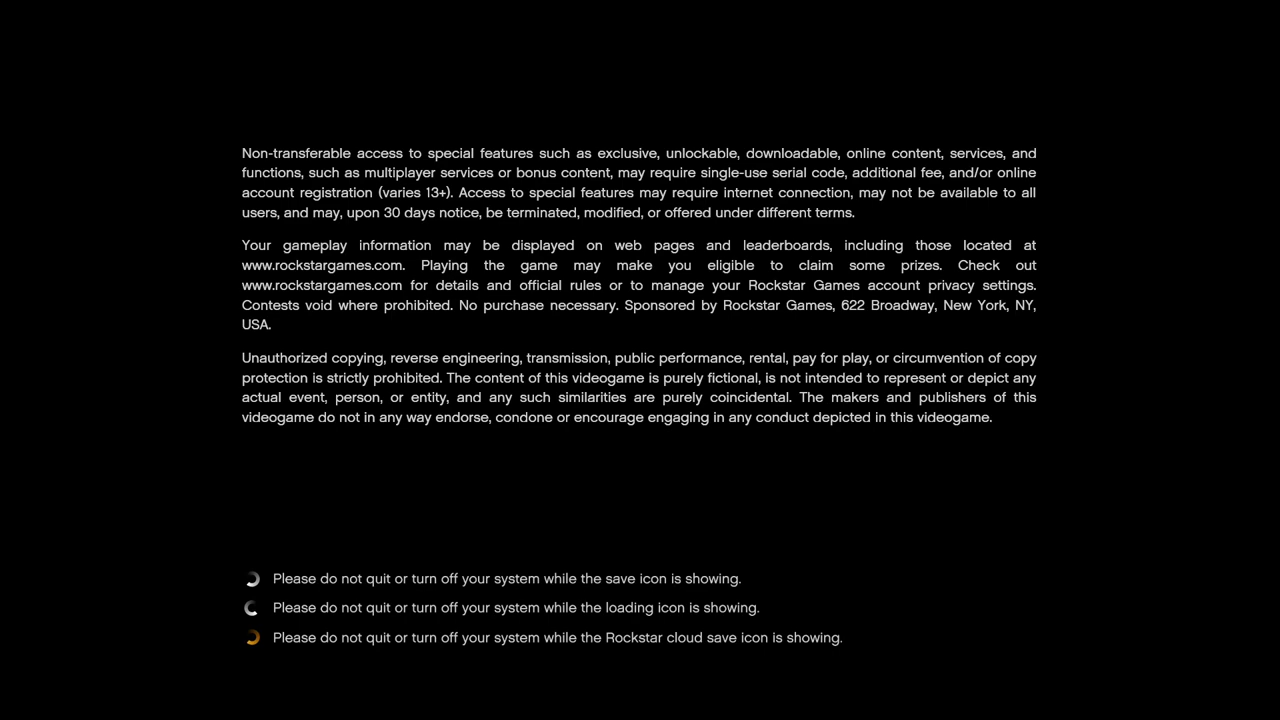 Non-transferable access to special features such as exclusive, unlockable, downloadable, online content, services, and
functions, such as multiplayer services or bonus content, may require single-use serial code, additional fee, and/or online
account registration (varies 13+). Access to special features may require internet connection, may not be available to all
users, and may, upon 30 days notice, be terminated, modified, or offered under different terms.
Your gameplay information may be displayed on web pages and leaderboards, including those located at
www.rockstargames.com. Playing the game may make you eligible to claim some prizes. Check out
www.rockstargames.com for details and official rules or to manage your Rockstar Games account privacy settings.
Contests void where prohibited. No purchase necessary. Sponsored by Rockstar Games, 622 Broadway, New York, NY,
USA.
Unauthorized copying, reverse engineering, transmission, public performance, rental, pay for play, or circumvention of copy
protection is strictly prohibited. The content of this videogame is purely fictional, is not intended to represent or depict any
actual event, person, or entity, and any such similarities are purely coincidental. The makers and publishers of this
videogame do not in any way endorse, condone or encourage engaging in any conduct depicted in this videogame.
Please do not quit or turn off your system while the save icon is showing.
Please do not quit or turn off your system while the loading icon is showing.
Please do not quit or turn off your system while the Rockstar cloud save icon is showing.